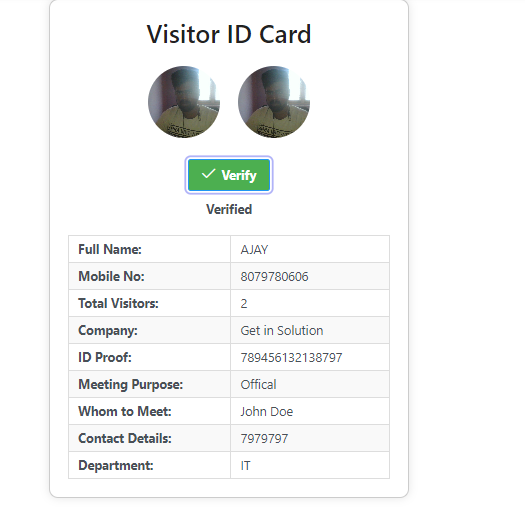 Visitor ID Card
Verify
Verified
Full Name: AJAY
Mobile No: 8079780606
Total Visitors: 2
Company: Get in Solution
ID Proof: 789456132138797
Meeting Purpose: Offical
Whom to Meet: John Doe
Contact Details: 7979797
Department: IT